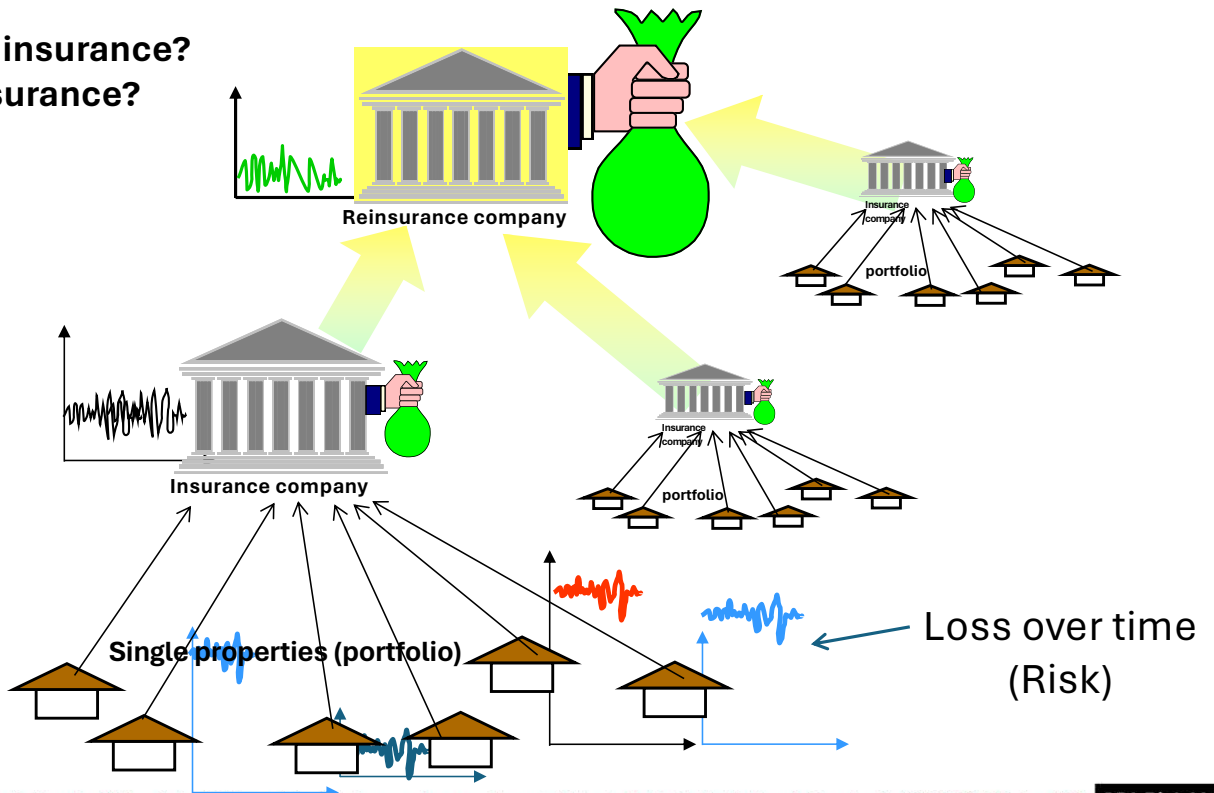 insurance?
surance?
Reinsurance company
Insurance
company
portfolio
Insurance company
Insurance
company
portfolio
Single properties (portfolio)
Loss over time
(Risk)